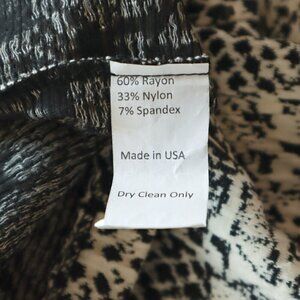 60% Rayon
33% Nylon
7% Spandex
Made in USA
Dry Clean Only